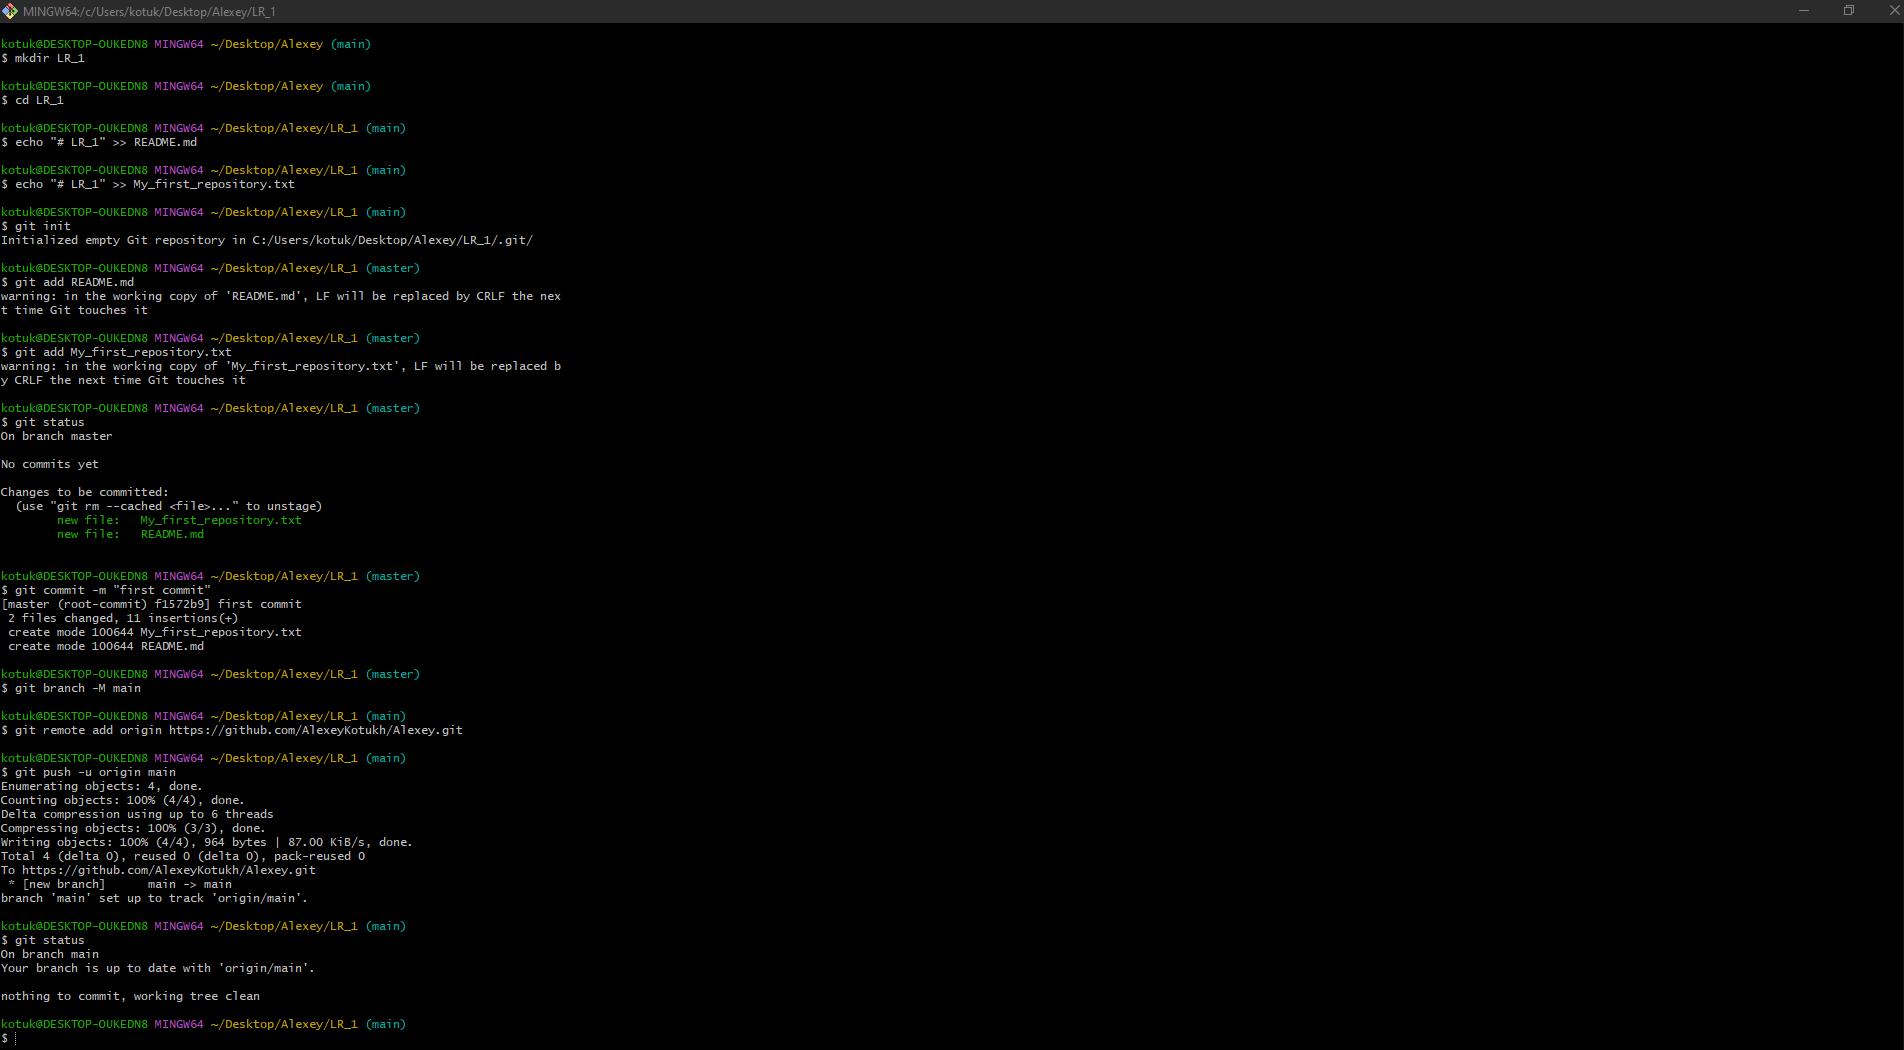 MINGW64:/c/Users/kotuk/Desktop/Alexey/LR_1
kotuk@DESKTOP-OUKEDN8 MINGW64 ~/Desktop/Alexey (main)
$ mkdir LR_1
kotuk@DESKTOP-OUKEDN8 MINGW64 ~/Desktop/Alexey (main)
$ cd LR_1
kotuk@DESKTOP-OUKEDN8 MINGW64 ~/Desktop/Alexey/LR_1 (main)
$ echo "# LR_1" >> README.md
kotuk@DESKTOP-OUKEDN8 MINGW64 ~/Desktop/Alexey/LR_1 (main)
$ echo "# LR_1" >> My_first_repository.txt
kotuk@DESKTOP-OUKEDN8 MINGW64 ~/Desktop/Alexey/LR_1 (main)
$ git init
Initialized empty Git repository in C:/Users/kotuk/Desktop/Alexey/LR_1/.git/
kotuk@DESKTOP-OUKEDN8 MINGW64 ~/Desktop/Alexey/LR_1 (master)
$ git add README.md
warning: in the working copy of 'README.md', LF will be replaced by CRLF the nex
t time Git touches it
kotuk@DESKTOP-OUKEDN8 MINGW64 ~/Desktop/Alexey/LR_1 (master)
$ git add My_first_repository.txt
warning: in the working copy of 'My_first_repository.txt', LF will be replaced b
y CRLF the next time Git touches it
kotuk@DESKTOP-OUKEDN8 MINGW64 ~/Desktop/Alexey/LR_1 (master)
$ git status
On branch master
No commits yet
Changes to be committed:
  (use "git rm --cached <file>..." to unstage)
        new file:   My_first_repository.txt
        new file:   README.md
kotuk@DESKTOP-OUKEDN8 MINGW64 ~/Desktop/Alexey/LR_1 (master)
$ git commit -m "first commit"
[master (root-commit) f1572b9] first commit
 2 files changed, 11 insertions(+)
 create mode 100644 My_first_repository.txt
 create mode 100644 README.md
kotuk@DESKTOP-OUKEDN8 MINGW64 ~/Desktop/Alexey/LR_1 (master)
$ git branch -M main
kotuk@DESKTOP-OUKEDN8 MINGW64 ~/Desktop/Alexey/LR_1 (main)
$ git remote add origin https://github.com/AlexeyKotukh/Alexey.git
kotuk@DESKTOP-OUKEDN8 MINGW64 ~/Desktop/Alexey/LR_1 (main)
$ git push -u origin main
Enumerating objects: 4, done.
Counting objects: 100% (4/4), done.
Delta compression using up to 6 threads
Compressing objects: 100% (3/3), done.
Writing objects: 100% (4/4), 964 bytes | 87.00 KiB/s, done.
Total 4 (delta 0), reused 0 (delta 0), pack-reused 0
To https://github.com/AlexeyKotukh/Alexey.git
 * [new branch]      main -> main
branch 'main' set up to track 'origin/main'.
kotuk@DESKTOP-OUKEDN8 MINGW64 ~/Desktop/Alexey/LR_1 (main)
$ git status
On branch main
Your branch is up to date with 'origin/main'.
nothing to commit, working tree clean
kotuk@DESKTOP-OUKEDN8 MINGW64 ~/Desktop/Alexey/LR_1 (main)
$